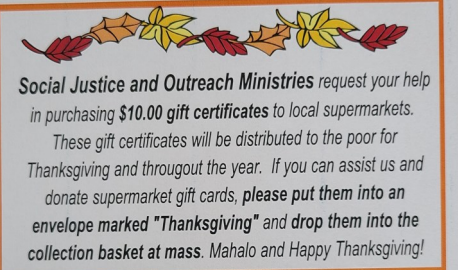 Social Justice and Outreach Ministries request your help
in purchasing $10.00 gift certificates to local supermarkets.
These gift certificates will be distributed to the poor for
Thanksgiving and througout the year. If you can assist us and
donate supermarket gift cards, please put them into an
envelope marked "Thanksgiving" and drop them into the
collection basket at mass. Mahalo and Happy Thanksgiving!